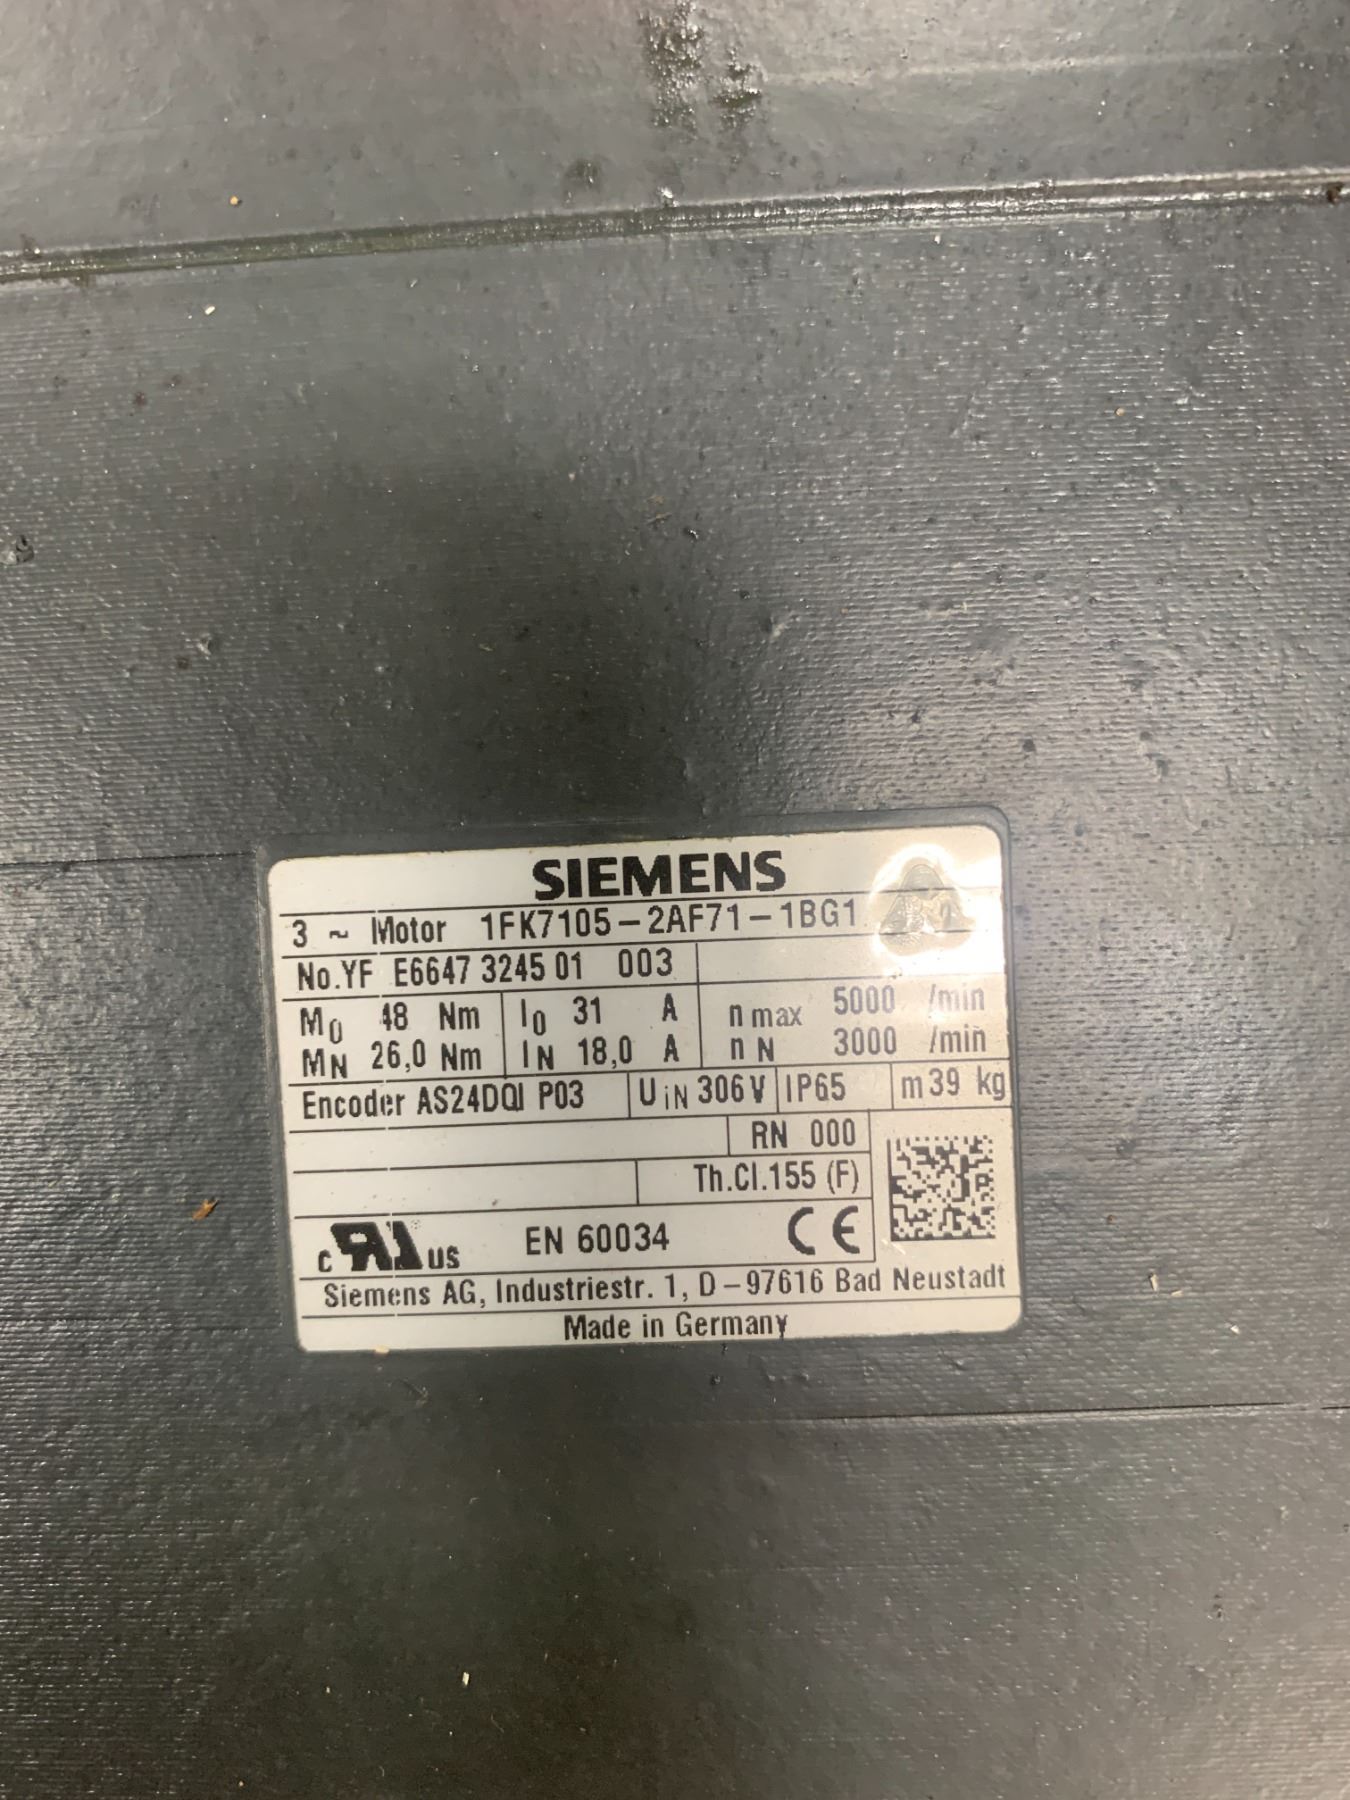 SIEMENS
3 ~ Motor 1FK7105-2AF71-1BG1
No.YF E6647 3245 01 003
M0 48 Nm I0 31 A n max 5000 /min
MN 26,0 Nm IN 18,0 A n N 3000 /min
Encoder AS24DQI P03 UiN 306 V IP65 m 39 kg
RN 000
Th.Cl.155 (F)
c RU us EN 60034 CE
Siemens AG, Industriestr. 1, D-97616 Bad Neustadt
Made in Germany